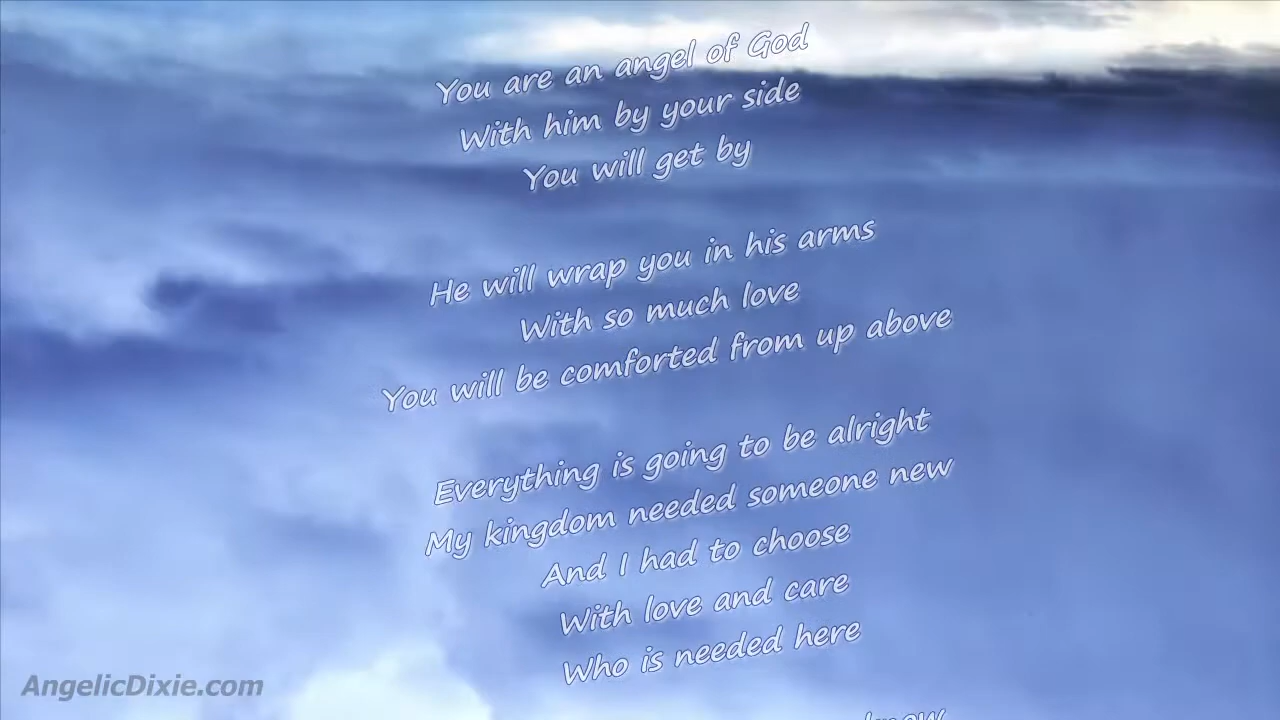 You are an angel of God
With him by your side
You will get by
He will wrap you in his arms
With so much love
You will be comforted from up above
Everything is going to be alright
My kingdom needed someone new
And I had to choose
With love and care
Who is needed here
AngelicDixie.com